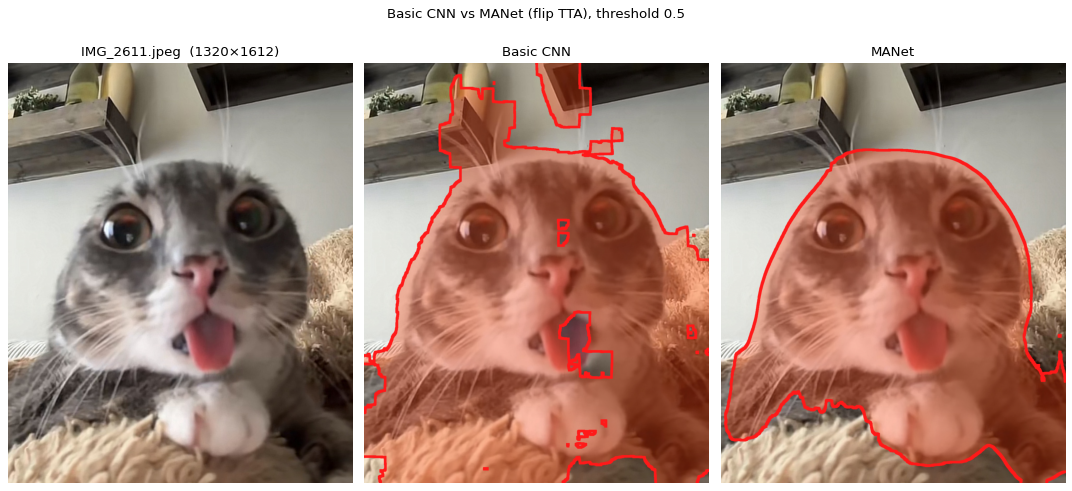 Basic CNN vs MANet (flip TTA), threshold 0.5
IMG_2611.jpeg (1320×1612)
Basic CNN
MANet